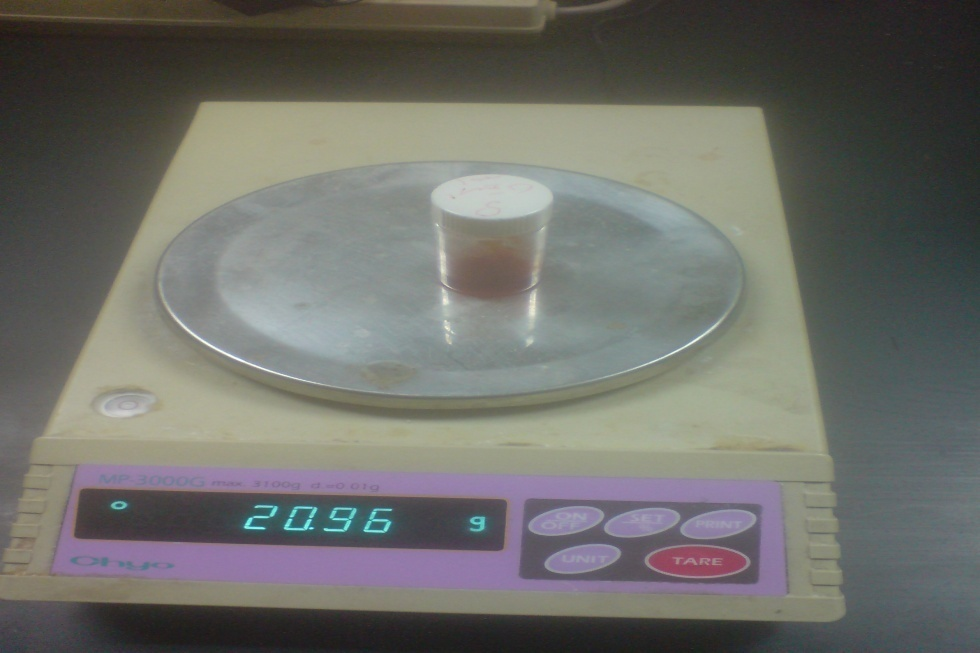 MP-3000G max. 3100g d=0.01g
20.96 g
Ohyo
ON
OFF
SET
PRINT
UNIT
TARE